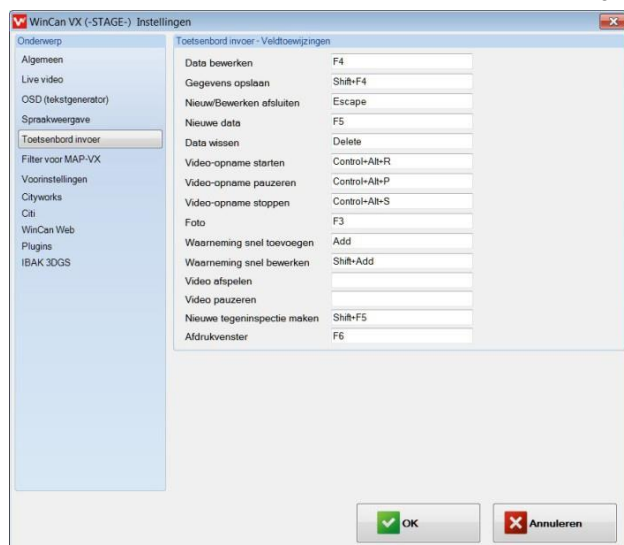 WinCan VX (-STAGE-) Instellingen
Onderwerp
Algemeen
Live video
OSD (tekstgenerator)
Spraakweergave
Toetsenbord invoer
Filter voor MAP-VX
Voorinstellingen
Cityworks
Citi
WinCan Web
Plugins
IBAK 3DGS
Toetsenbord invoer - Veldtoewijzingen
Data bewerken F4
Gegevens opslaan Shift+F4
Nieuw/Bewerken afsluiten Escape
Nieuwe data F5
Data wissen Delete
Video-opname starten Control+Alt+R
Video-opname pauzeren Control+Alt+P
Video-opname stoppen Control+Alt+S
Foto F3
Waarneming snel toevoegen Add
Waarneming snel bewerken Shift+Add
Video afspelen
Video pauzeren
Nieuwe tegeninspectie maken Shift+F5
Afdrukvenster F6
OK Annuleren